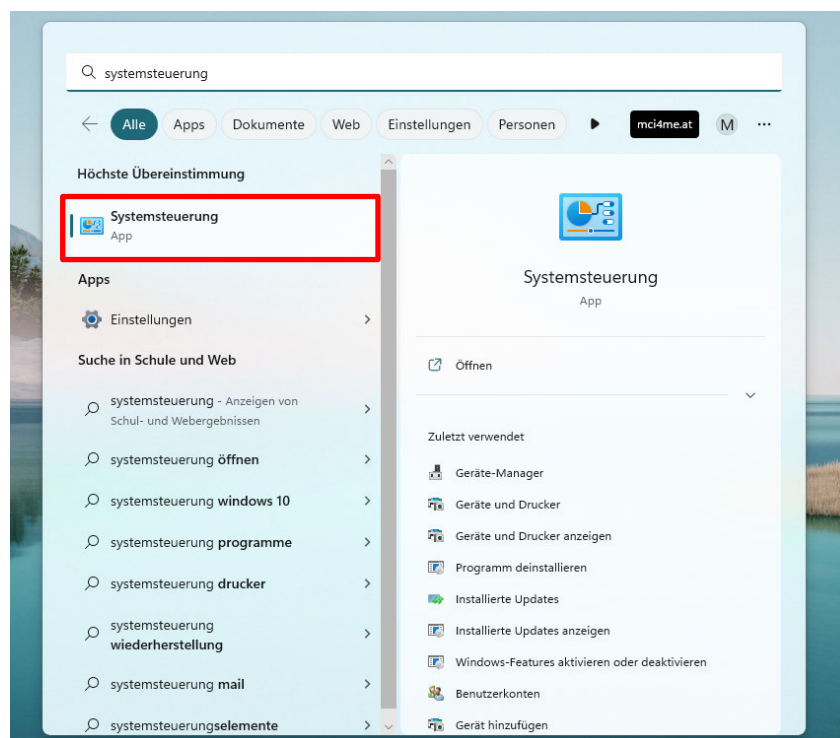 systemsteuerung
Alle Apps Dokumente Web Einstellungen Personen mci4me.at M ...
Höchste Übereinstimmung
Systemsteuerung
App
Apps
Einstellungen
Suche in Schule und Web
systemsteuerung - Anzeigen von
Schul- und Webergebnissen
systemsteuerung öffnen
systemsteuerung windows 10
systemsteuerung programme
systemsteuerung drucker
systemsteuerung
wiederherstellung
systemsteuerung mail
systemsteuerungselemente
Systemsteuerung
App
Öffnen
Zuletzt verwendet
Geräte-Manager
Geräte und Drucker
Geräte und Drucker anzeigen
Programm deinstallieren
Installierte Updates
Installierte Updates anzeigen
Windows-Features aktivieren oder deaktivieren
Benutzerkonten
Gerät hinzufügen